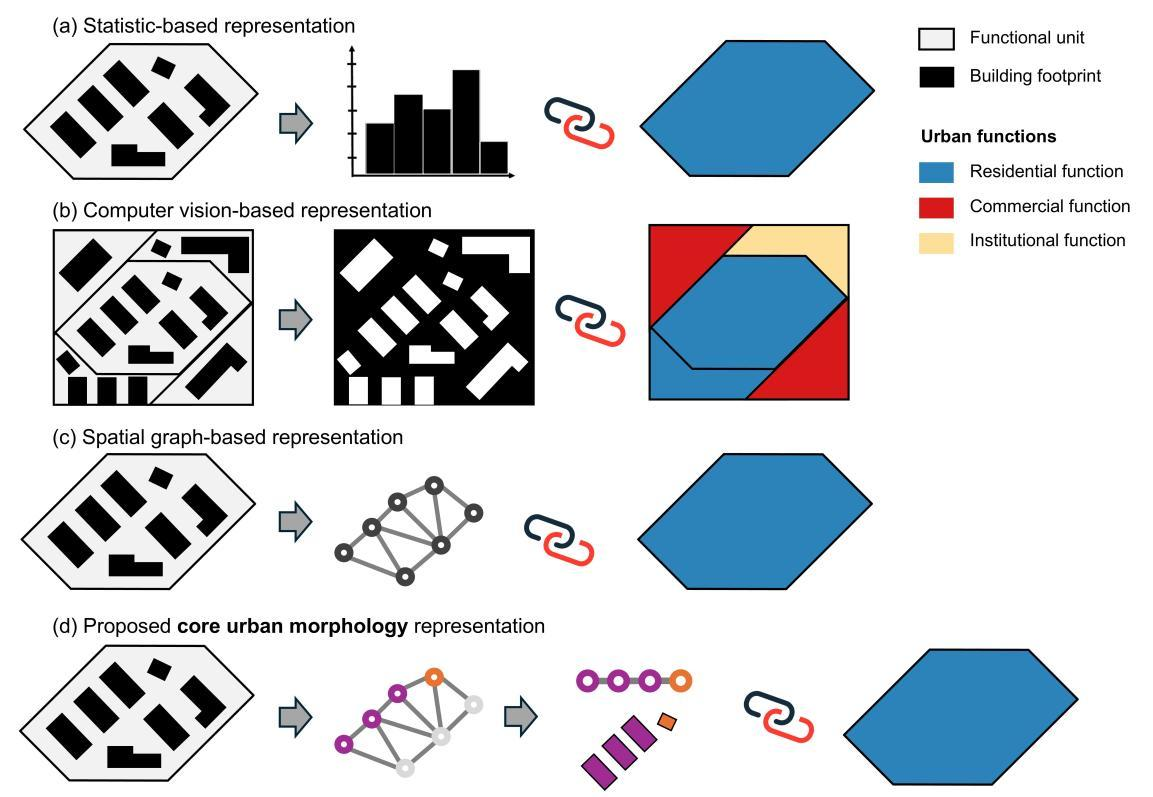 (a) Statistic-based representation
Functional unit
Building footprint
Urban functions
Residential function
Commercial function
Institutional function
(b) Computer vision-based representation
(c) Spatial graph-based representation
(d) Proposed core urban morphology representation